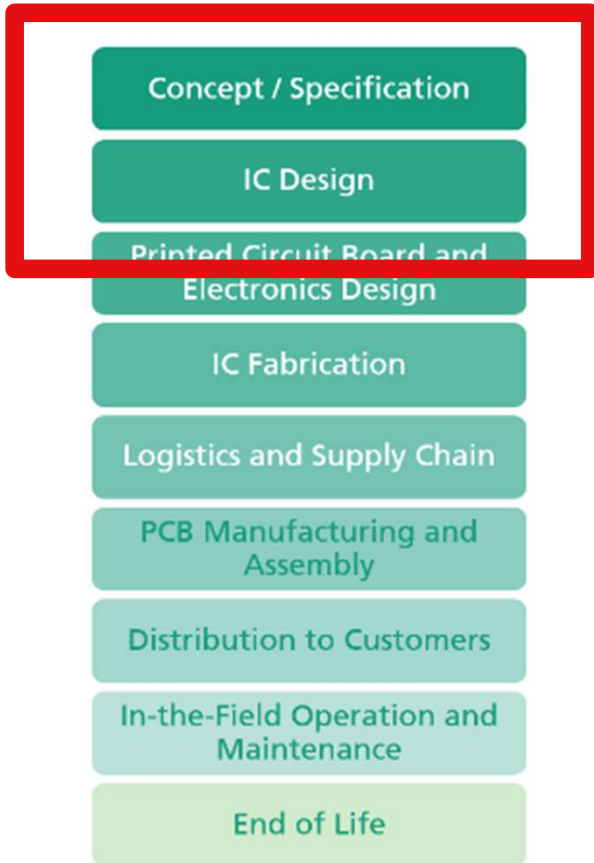 Concept / Specification
IC Design
Printed Circuit Board and
Electronics Design
IC Fabrication
Logistics and Supply Chain
PCB Manufacturing and
Assembly
Distribution to Customers
In-the-Field Operation and
Maintenance
End of Life